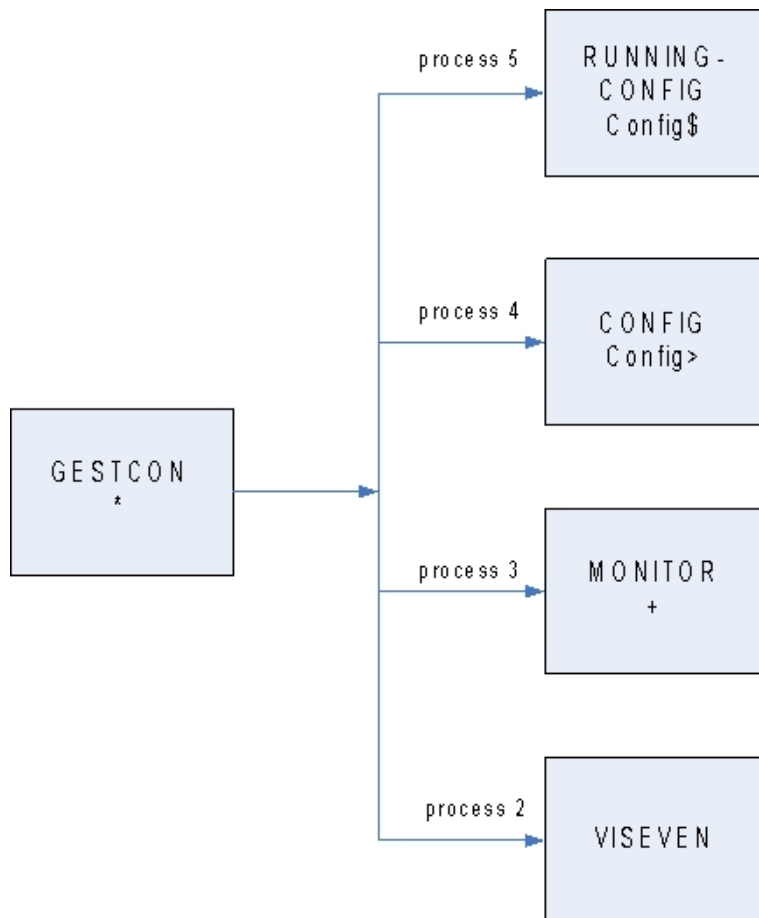 process 5
RUNNING-
CONFIG
Config$
process 4
CONFIG
Config>
GESTCON
*
process 3
MONITOR
+
process 2
VISEVEN